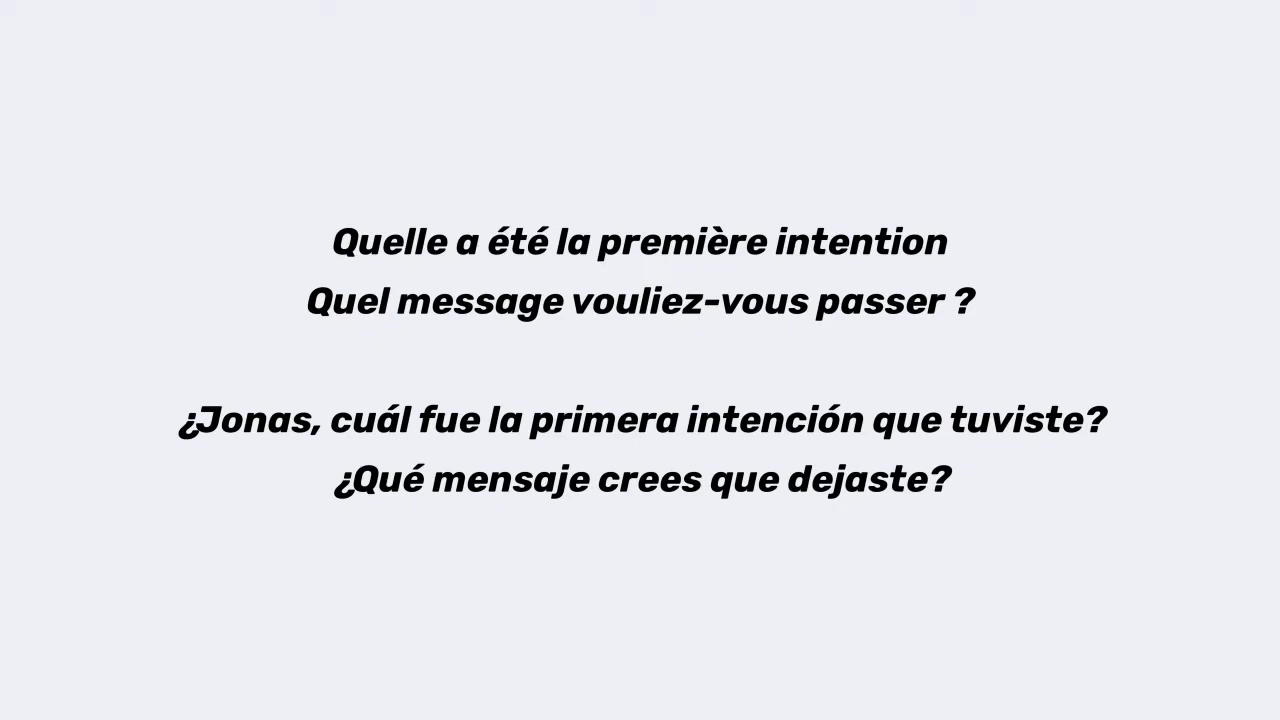 Quelle a été la première intention
Quel message vouliez-vous passer ?
¿Jonas, cuál fue la primera intención que tuviste?
¿Qué mensaje crees que dejaste?